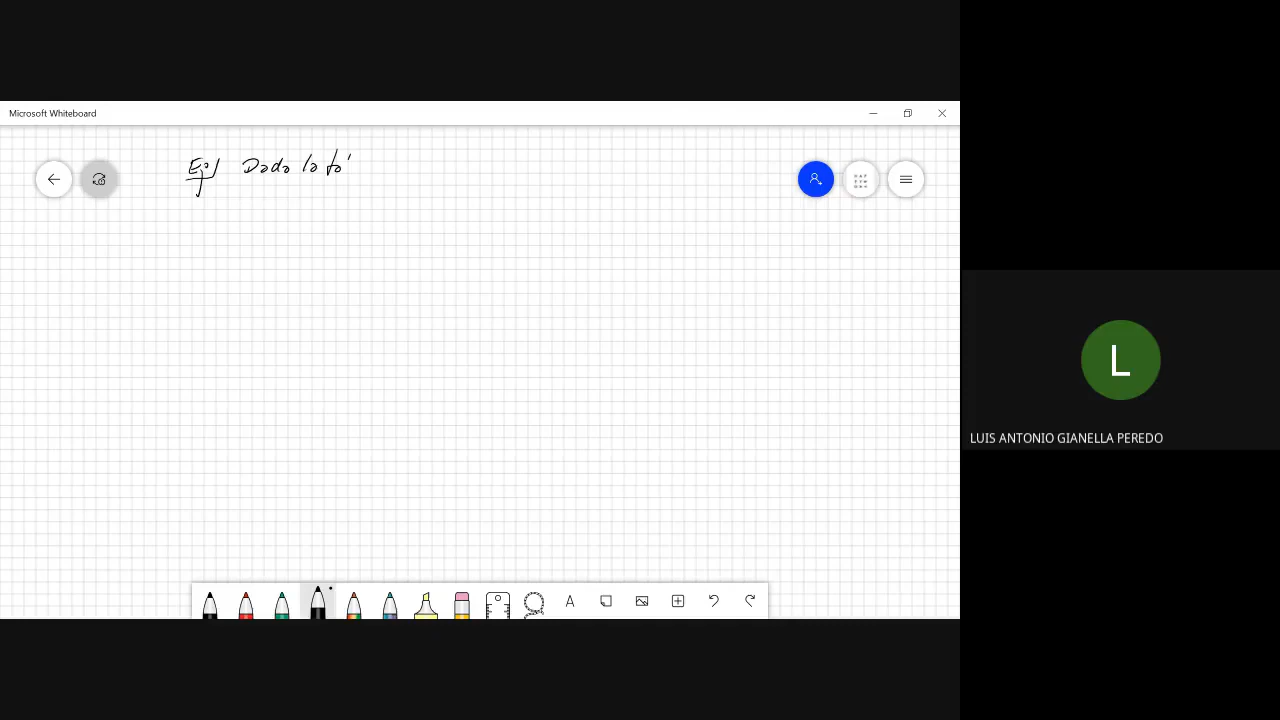 Microsoft Whiteboard
Ej/ Dada la fo
L
LUIS ANTONIO GIANELLA PEREDO